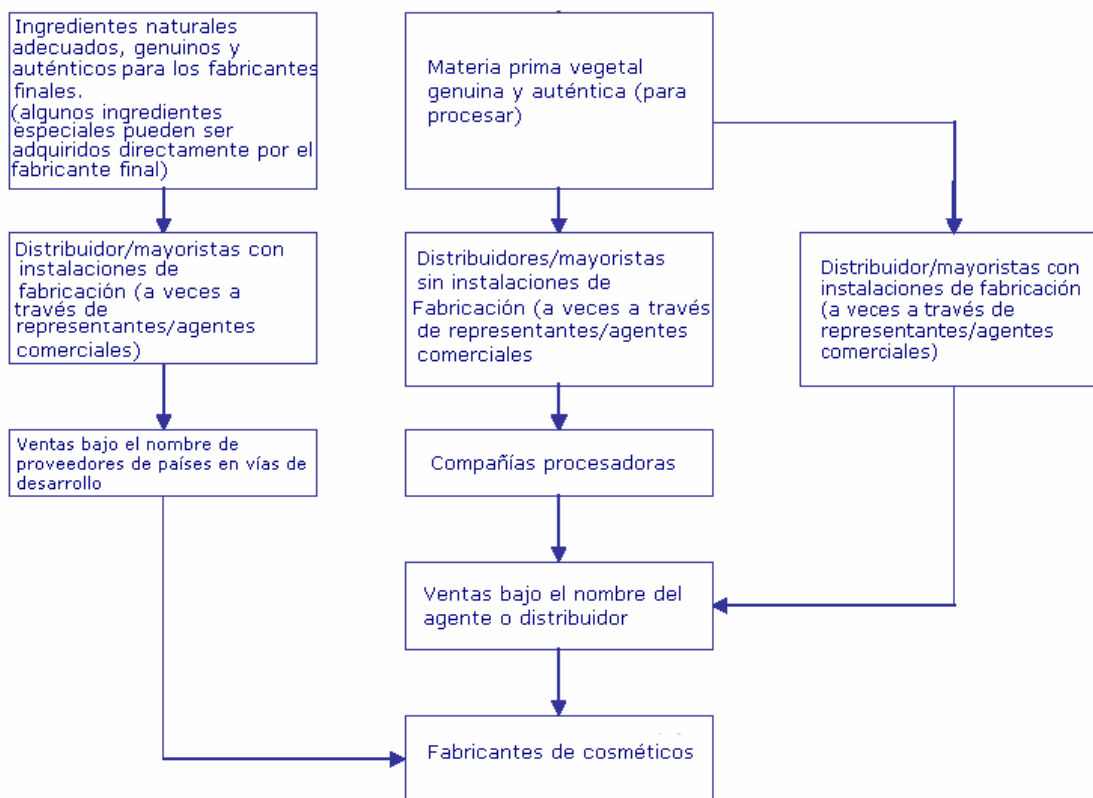 Ingredientes naturales
adecuados, genuinos y
auténticos para los fabricantes
finales.
(algunos ingredientes
especiales pueden ser
adquiridos directamente por el
fabricante final)
Materia prima vegetal
genuina y auténtica (para
procesar)
Distribuidor/mayoristas con
instalaciones de
fabricación (a veces a
través de
representantes/agentes
comerciales)
Distribuidores/mayoristas
sin instalaciones de
Fabricación (a veces a través
de representantes/agentes
comerciales
Distribuidor/mayoristas con
instalaciones de fabricación
(a veces a través de
representantes/agentes
comerciales)
Ventas bajo el nombre de
proveedores de países en vías de
desarrollo
Compañías procesadoras
Ventas bajo el nombre del
agente o distribuidor
Fabricantes de cosméticos